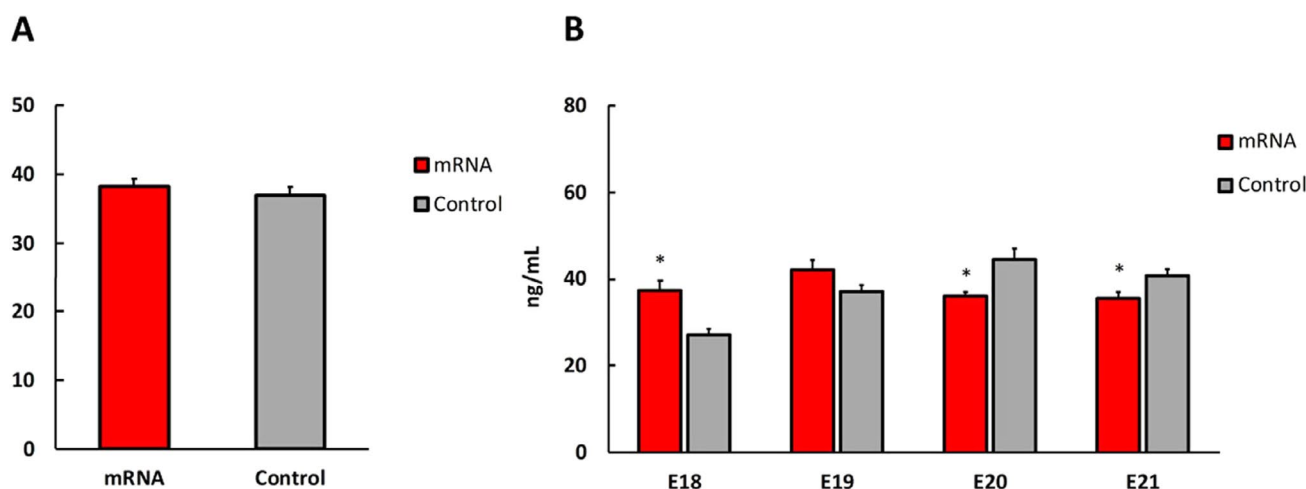 A
50
40
30
20
10
0
mRNA
Control
mRNA
Control
B
80
60
40
20
0
ng/mL
*
*
*
E18
E19
E20
E21
mRNA
Control